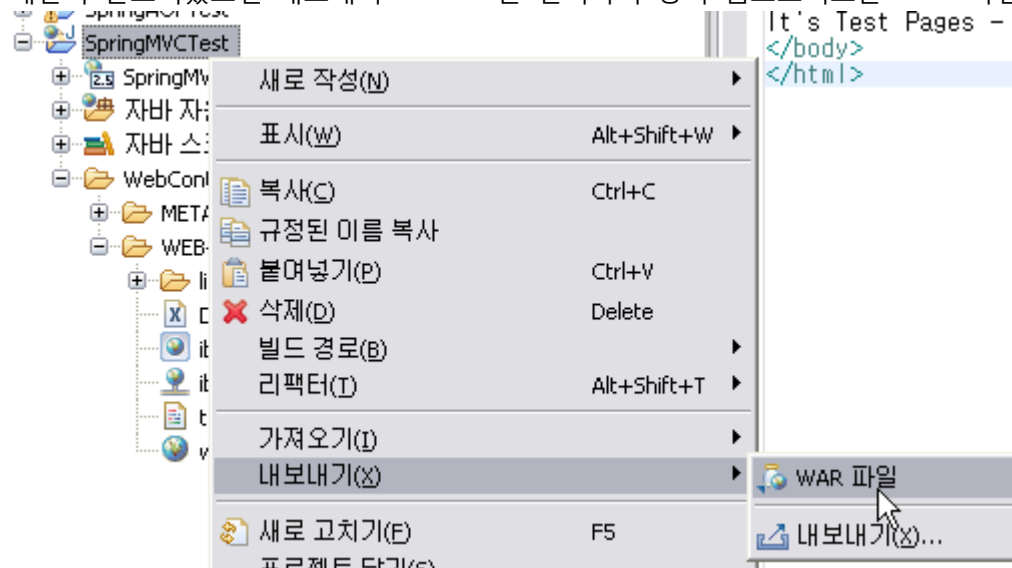 It's Test Pages -
</body>
</html>
SpringMVCTest
SpringMV
자바
자바
WebCon
META
WEB-
li
새로 작성(N)
표시(W) Alt+Shift+W
복사(C) Ctrl+C
규정된 이름 복사
붙여넣기(P) Ctrl+V
삭제(D) Delete
빌드 경로(B)
리팩터(T) Alt+Shift+T
가져오기(I)
내보내기(X)
새로 고치기(F) F5
WAR 파일
내보내기(X)...